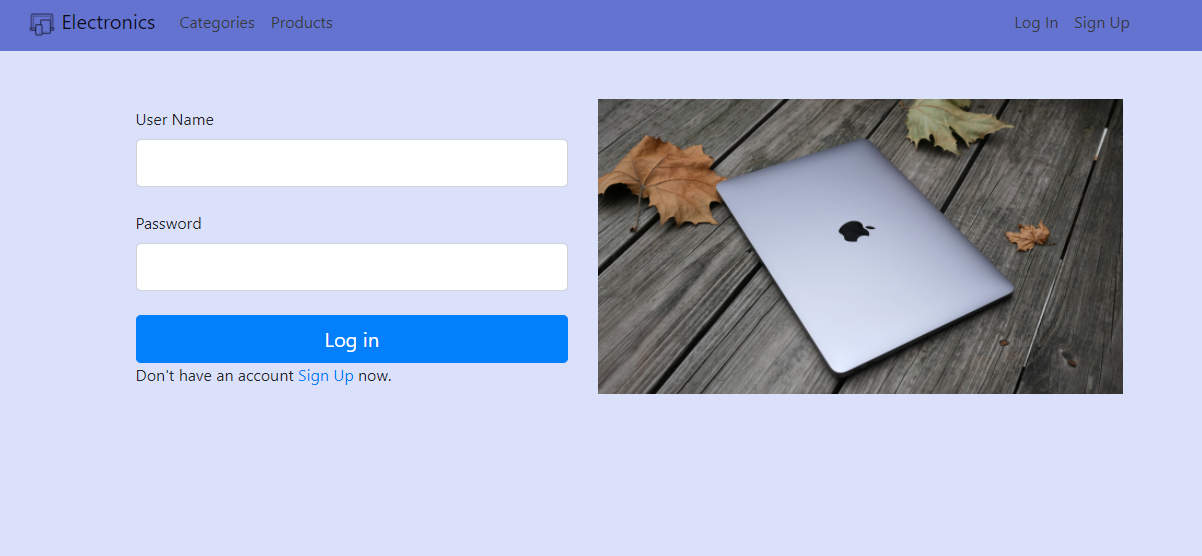 Electronics Categories Products Log In Sign Up
User Name
Password
Log in
Don't have an account Sign Up now.